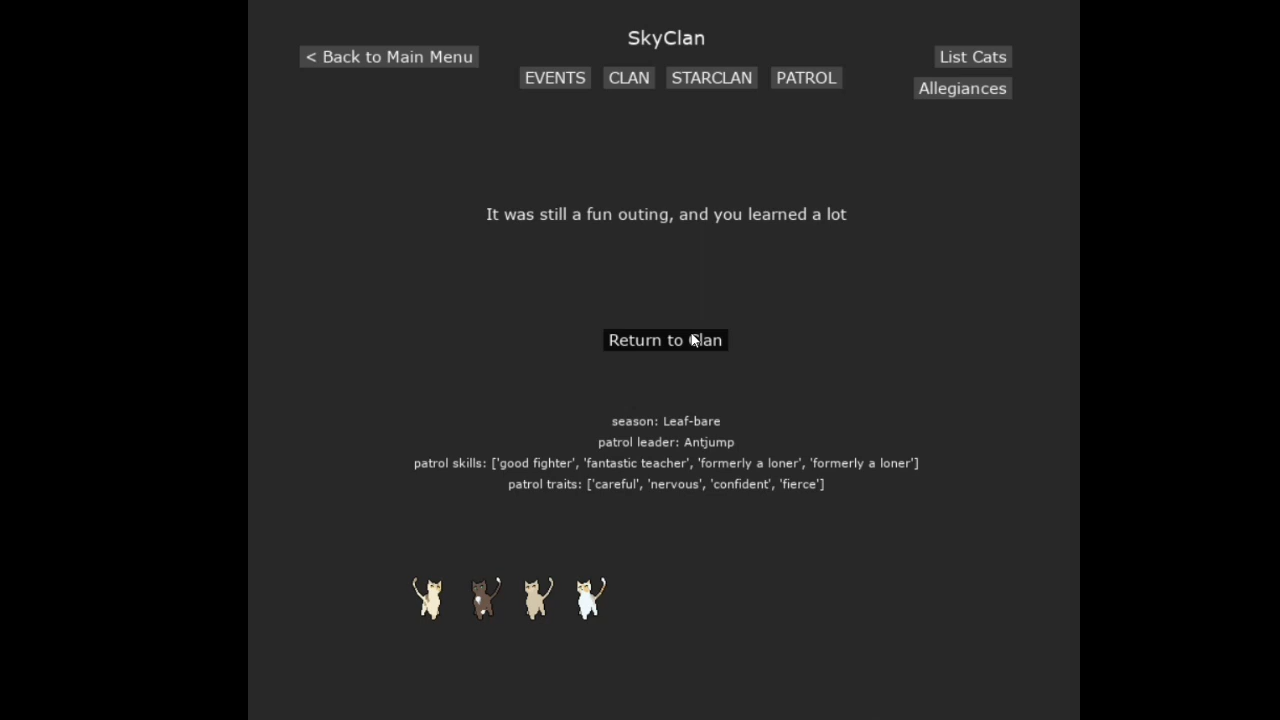 SkyClan
< Back to Main Menu
List Cats
EVENTS
CLAN
STARCLAN
PATROL
Allegiances
It was still a fun outing, and you learned a lot
Return to Clan
season: Leaf-bare
patrol leader: Antjump
patrol skills: ['good fighter', 'fantastic teacher', 'formerly a loner', 'formerly a loner']
patrol traits: ['careful', 'nervous', 'confident', 'fierce']